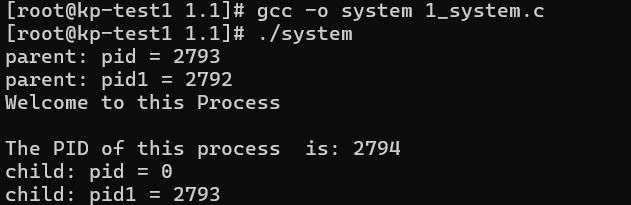 [root@kp-test1 1.1]# gcc -o system 1_system.c
[root@kp-test1 1.1]# ./system
parent: pid = 2793
parent: pid1 = 2792
Welcome to this Process

The PID of this process  is: 2794
child: pid = 0
child: pid1 = 2793